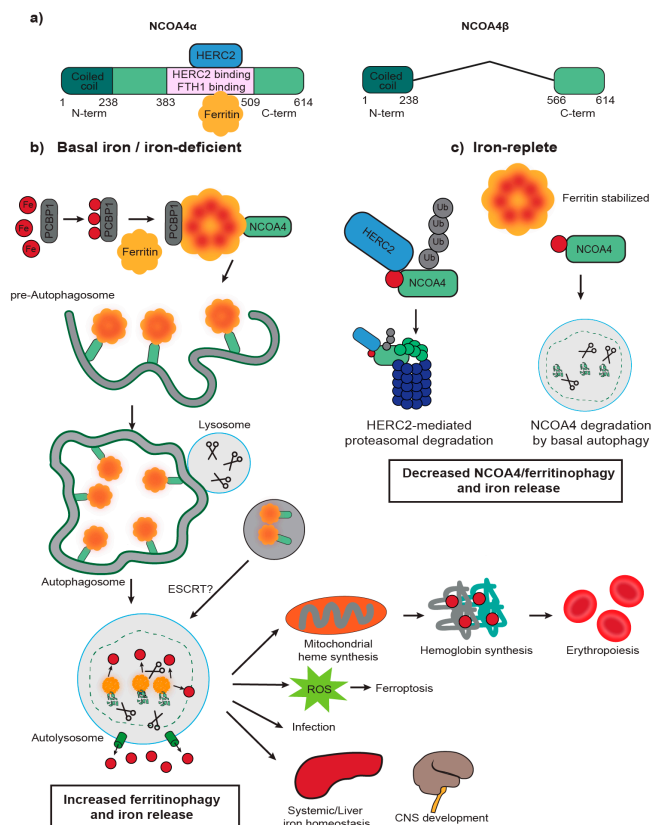 a)
NCOA4α
NCOA4β
HERC2
Coiled
coil
HERC2 binding
FTH1 binding
1
238
383
509
614
N-term
C-term
Ferritin
Coiled
coil
1
238
566
614
N-term
C-term
b) Basal iron / iron-deficient
c) Iron-replete
Fe
Fe
Fe
PCBP1
PCBP1
Ferritin
PCBP1
NCOA4
pre-Autophagosome
Lysosome
Autophagosome
ESCRT?
Autolysosome
Increased ferritinophagy
and iron release
Ferritin stabilized
HERC2
Ub
Ub
Ub
Ub
NCOA4
NCOA4
HERC2-mediated
proteasomal degradation
NCOA4 degradation
by basal autophagy
Decreased NCOA4/ferritinophagy
and iron release
Mitochondrial
heme synthesis
Hemoglobin synthesis
Erythropoiesis
ROS
Ferroptosis
Infection
Systemic/Liver
iron homeostasis
CNS development